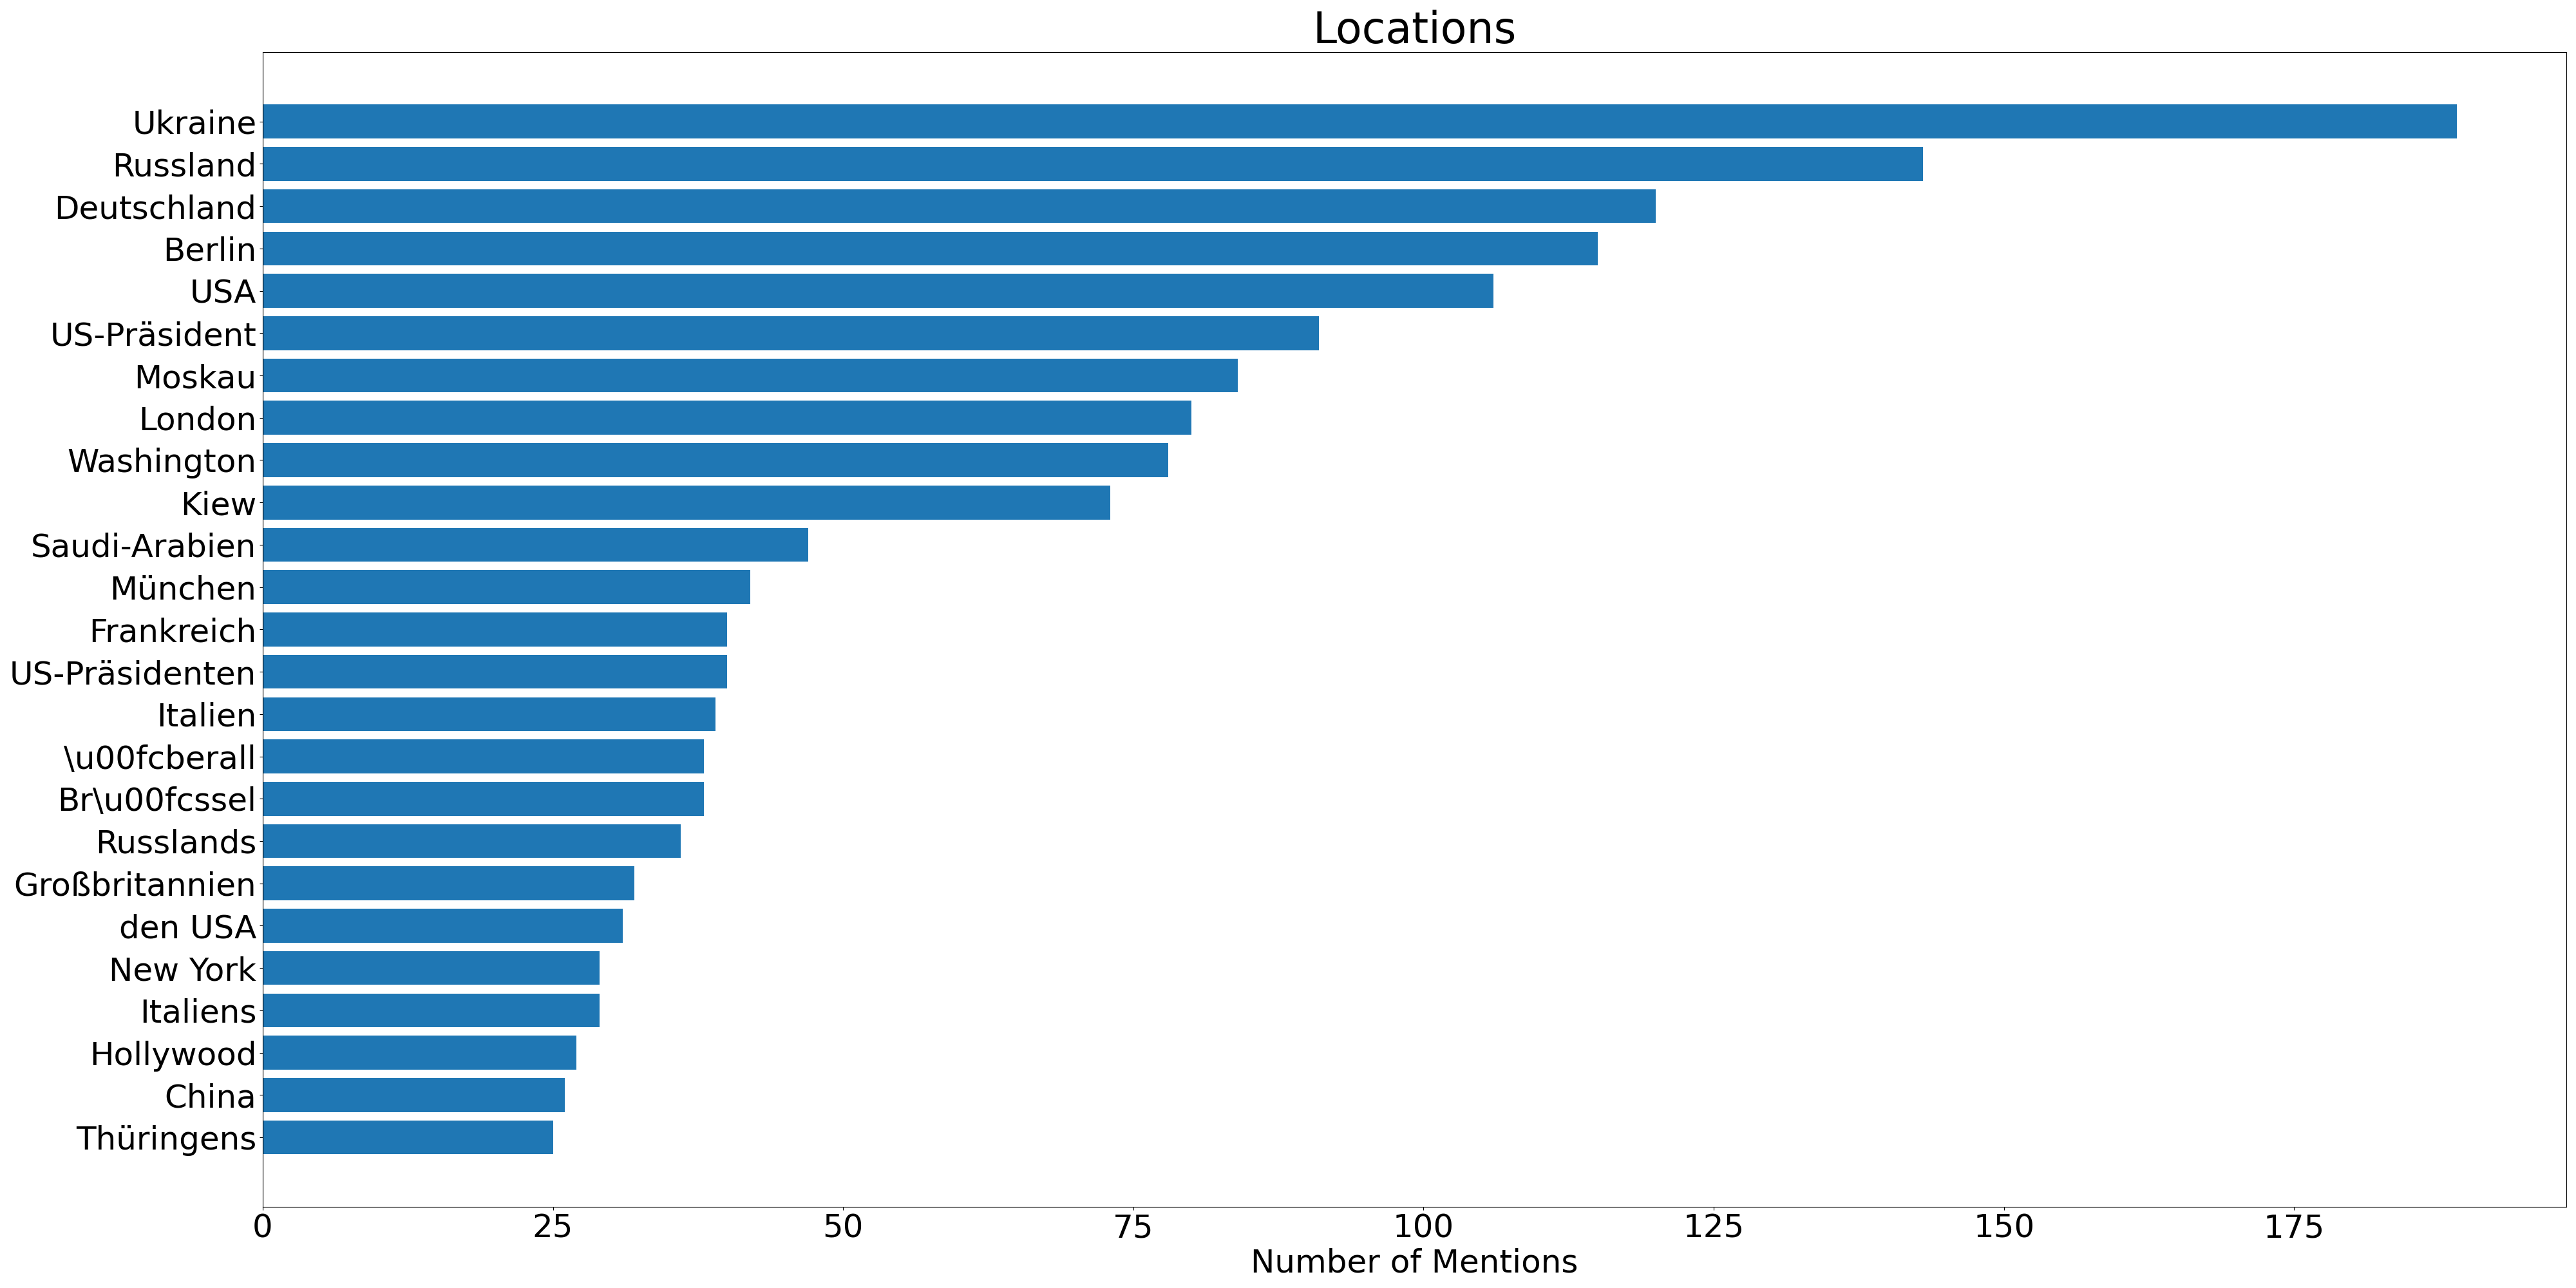 Locations
Ukraine
Russland
Deutschland
Berlin
USA
US-Präsident
Moskau
London
Washington
Kiew
Saudi-Arabien
München
Frankreich
US-Präsidenten
Italien
\u00fcberall
Br\u00fcssel
Russlands
Großbritannien
den USA
New York
Italiens
Hollywood
China
Thüringens
0 25 50 75 100 125 150 175
Number of Mentions